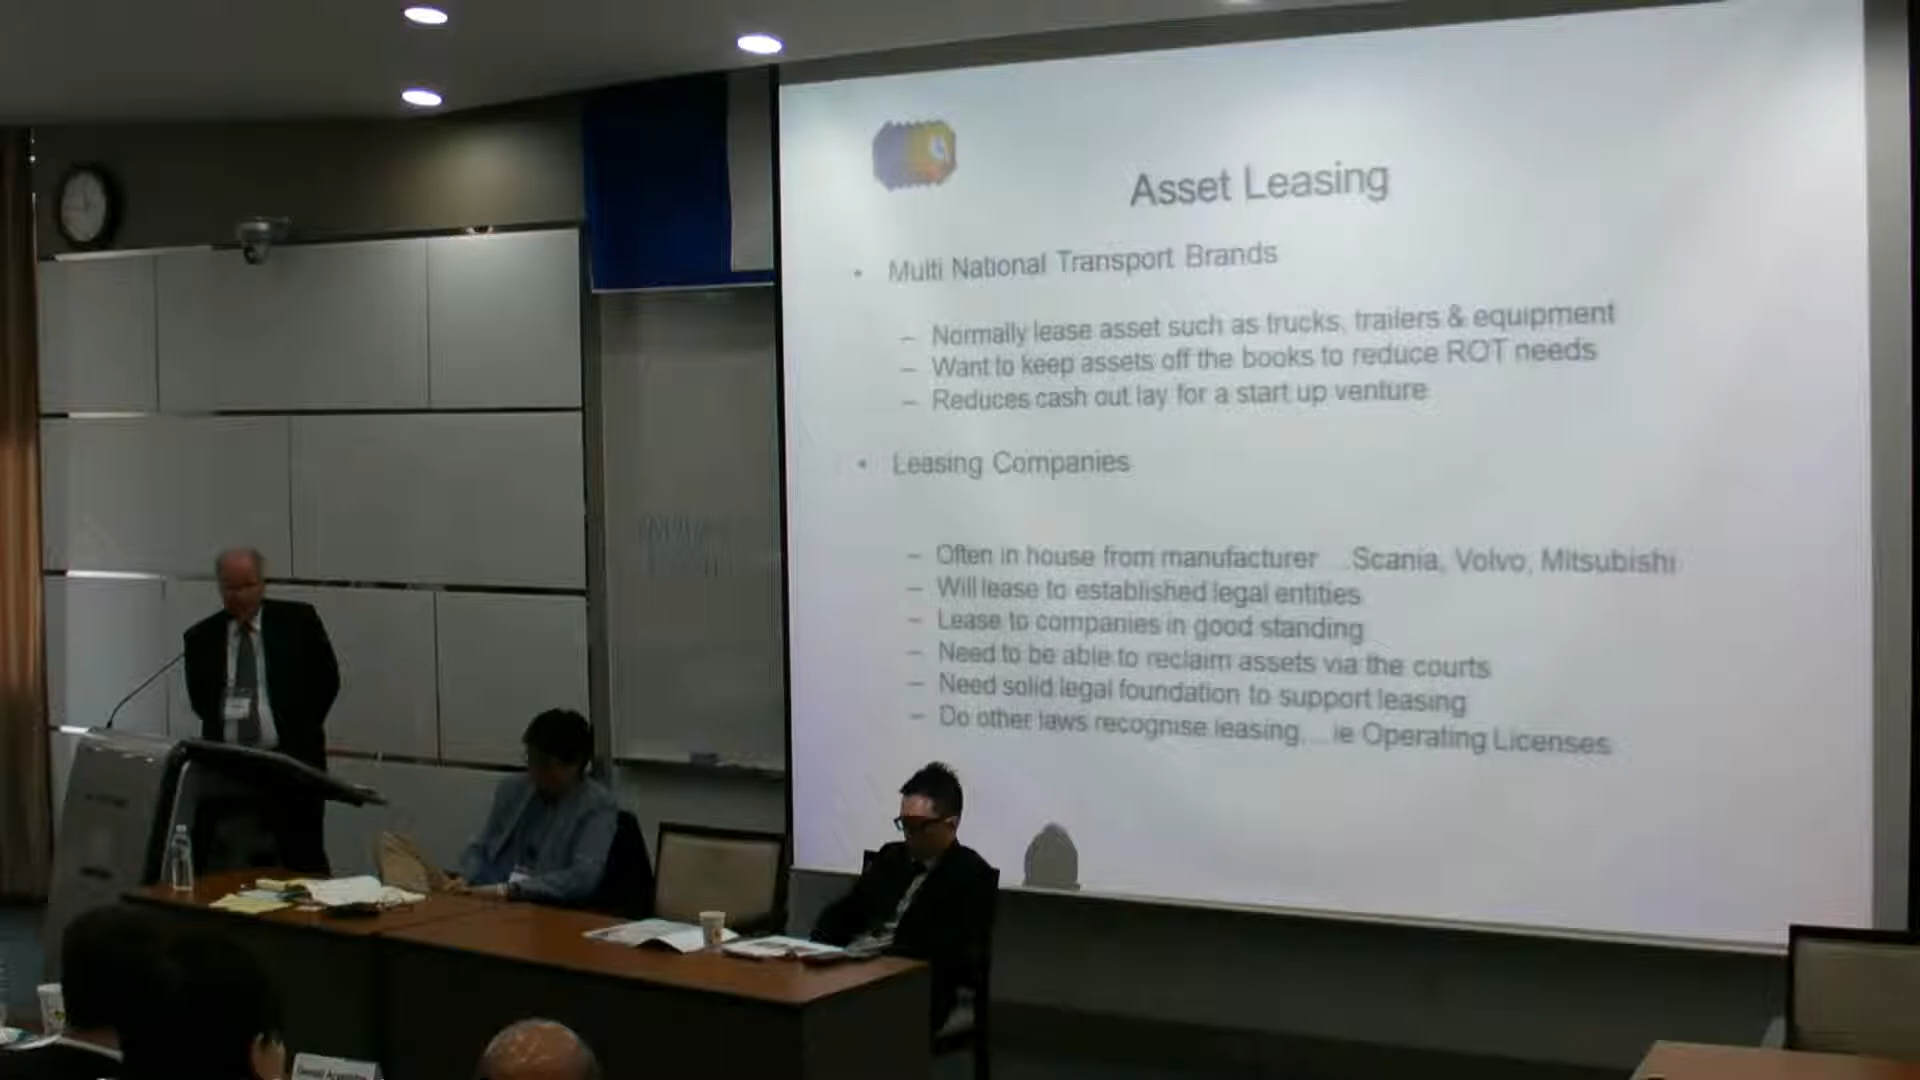 Asset Leasing
• Multi National Transport Brands
– Normally lease asset such as trucks, trailers & equipment
– Want to keep assets off the books to reduce ROT needs
– Reduces cash out lay for a start up venture
• Leasing Companies
– Often in house from manufacturer ...Scania, Volvo, Mitsubishi
– Will lease to established legal entities
– Lease to companies in good standing
– Need to be able to reclaim assets via the courts
– Need solid legal foundation to support leasing
– Do other laws recognise leasing,...ie Operating Licenses